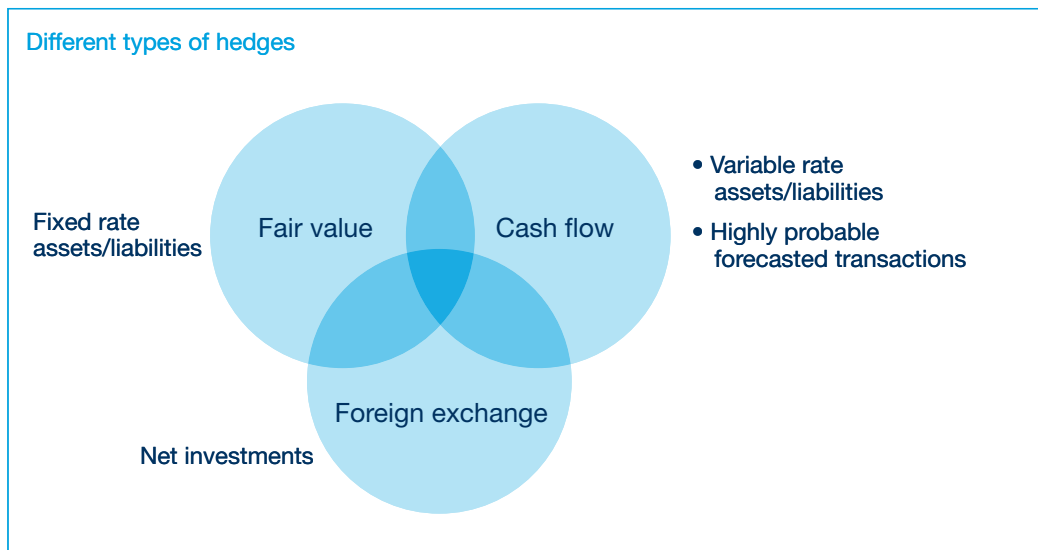 Different types of hedges
Fixed rate
assets/liabilities
Fair value
Cash flow
• Variable rate
assets/liabilities
• Highly probable
forecasted transactions
Foreign exchange
Net investments